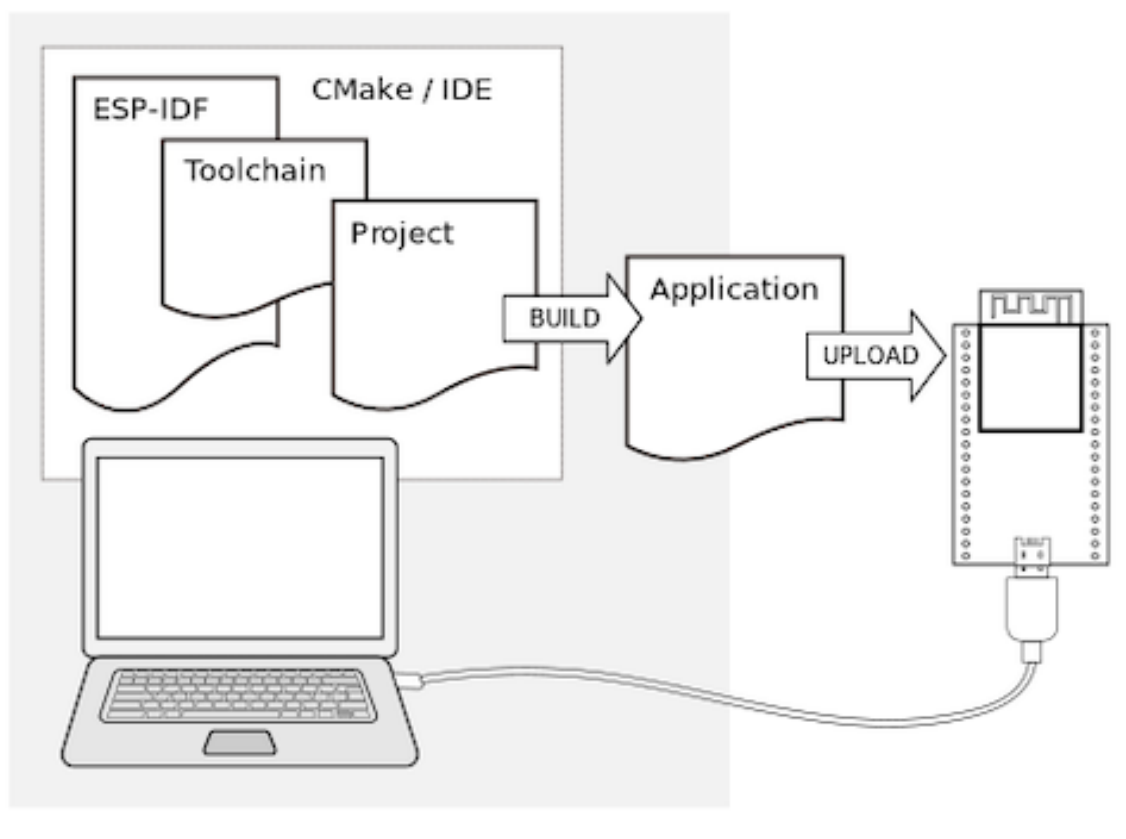 ESP-IDF
CMake / IDE
Toolchain
Project
BUILD
Application
UPLOAD